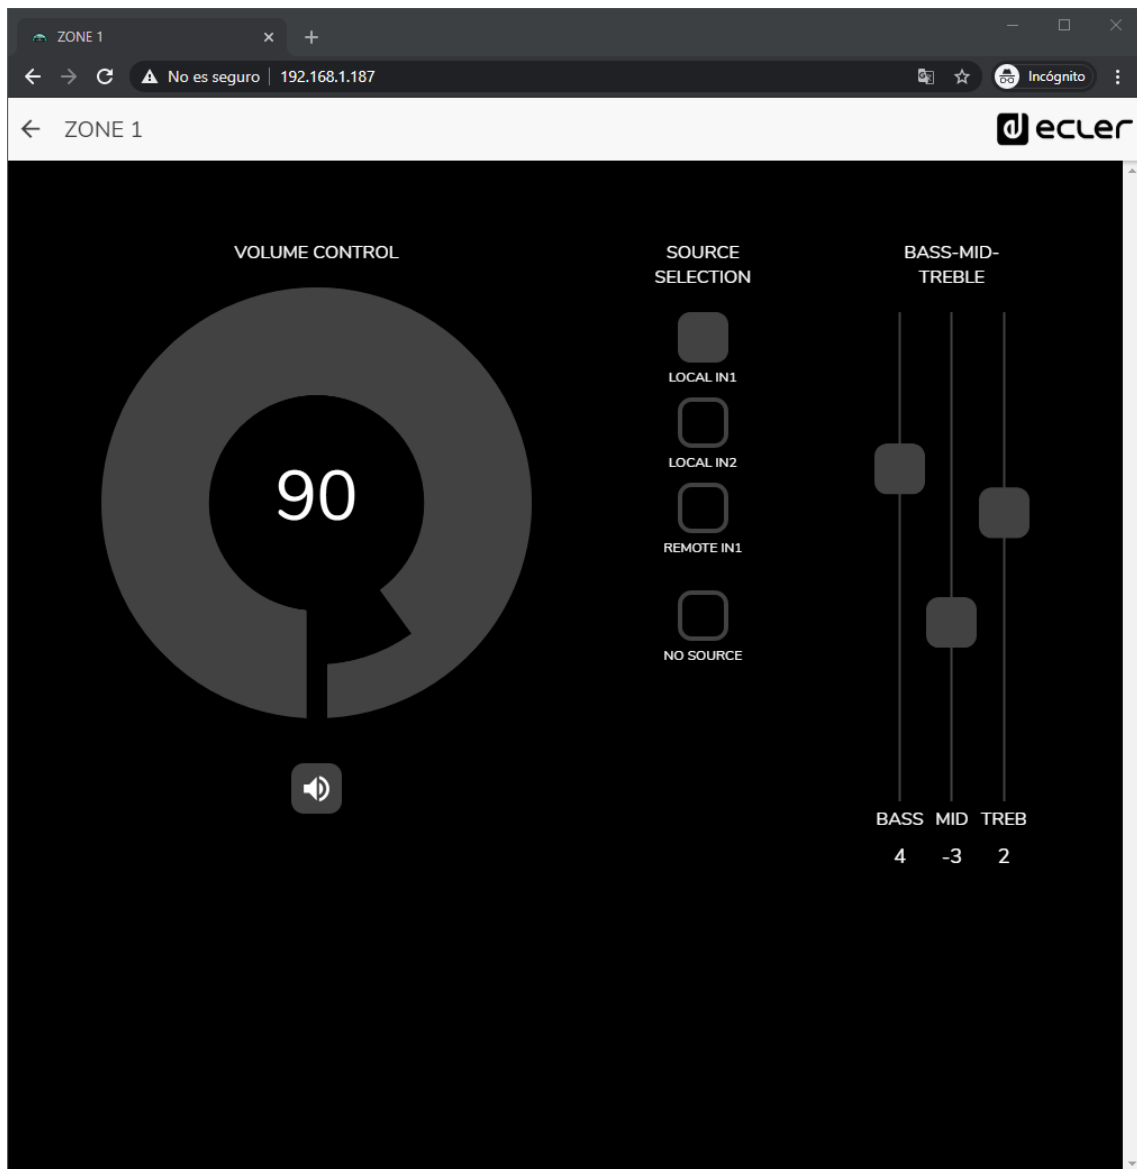 ZONE 1
No es seguro 192.168.1.187
Incógnito
ZONE 1
ecler
VOLUME CONTROL
90
SOURCE
SELECTION
LOCAL IN1
LOCAL IN2
REMOTE IN1
NO SOURCE
BASS-MID-
TREBLE
BASS MID TREB
4 -3 2